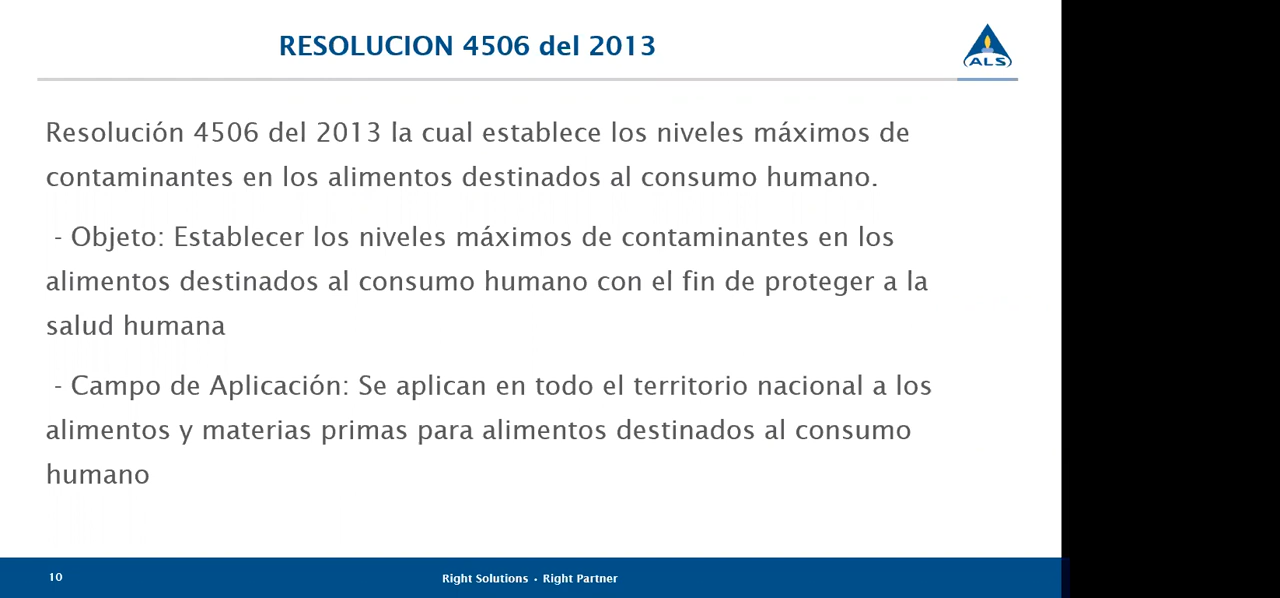 RESOLUCION 4506 del 2013
ALS
Resolución 4506 del 2013 la cual establece los niveles máximos de
contaminantes en los alimentos destinados al consumo humano.
- Objeto: Establecer los niveles máximos de contaminantes en los
alimentos destinados al consumo humano con el fin de proteger a la
salud humana
- Campo de Aplicación: Se aplican en todo el territorio nacional a los
alimentos y materias primas para alimentos destinados al consumo
humano
10
Right Solutions • Right Partner